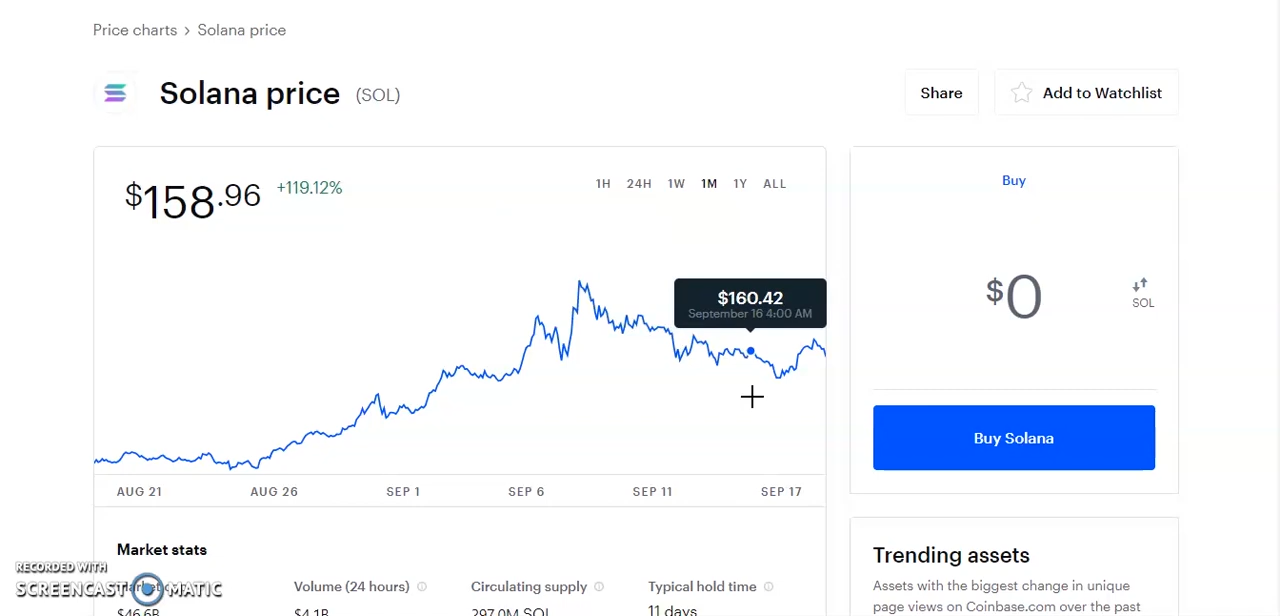 Price charts › Solana price
Solana price (SOL)
Share
Add to Watchlist
$158.96 +119.12%
1H 24H 1W 1M 1Y ALL
Buy
$160.42
September 16 4:00 AM
$0
SOL
Buy Solana
AUG 21 AUG 26 SEP 1 SEP 6 SEP 11 SEP 17
Market stats
Volume (24 hours) Circulating supply Typical hold time
$46.6B $4.1B 297.0M SOL 11 days
Trending assets
Assets with the biggest change in unique
page views on Coinbase.com over the past
RECORDED WITH
SCREENCAST MATIC